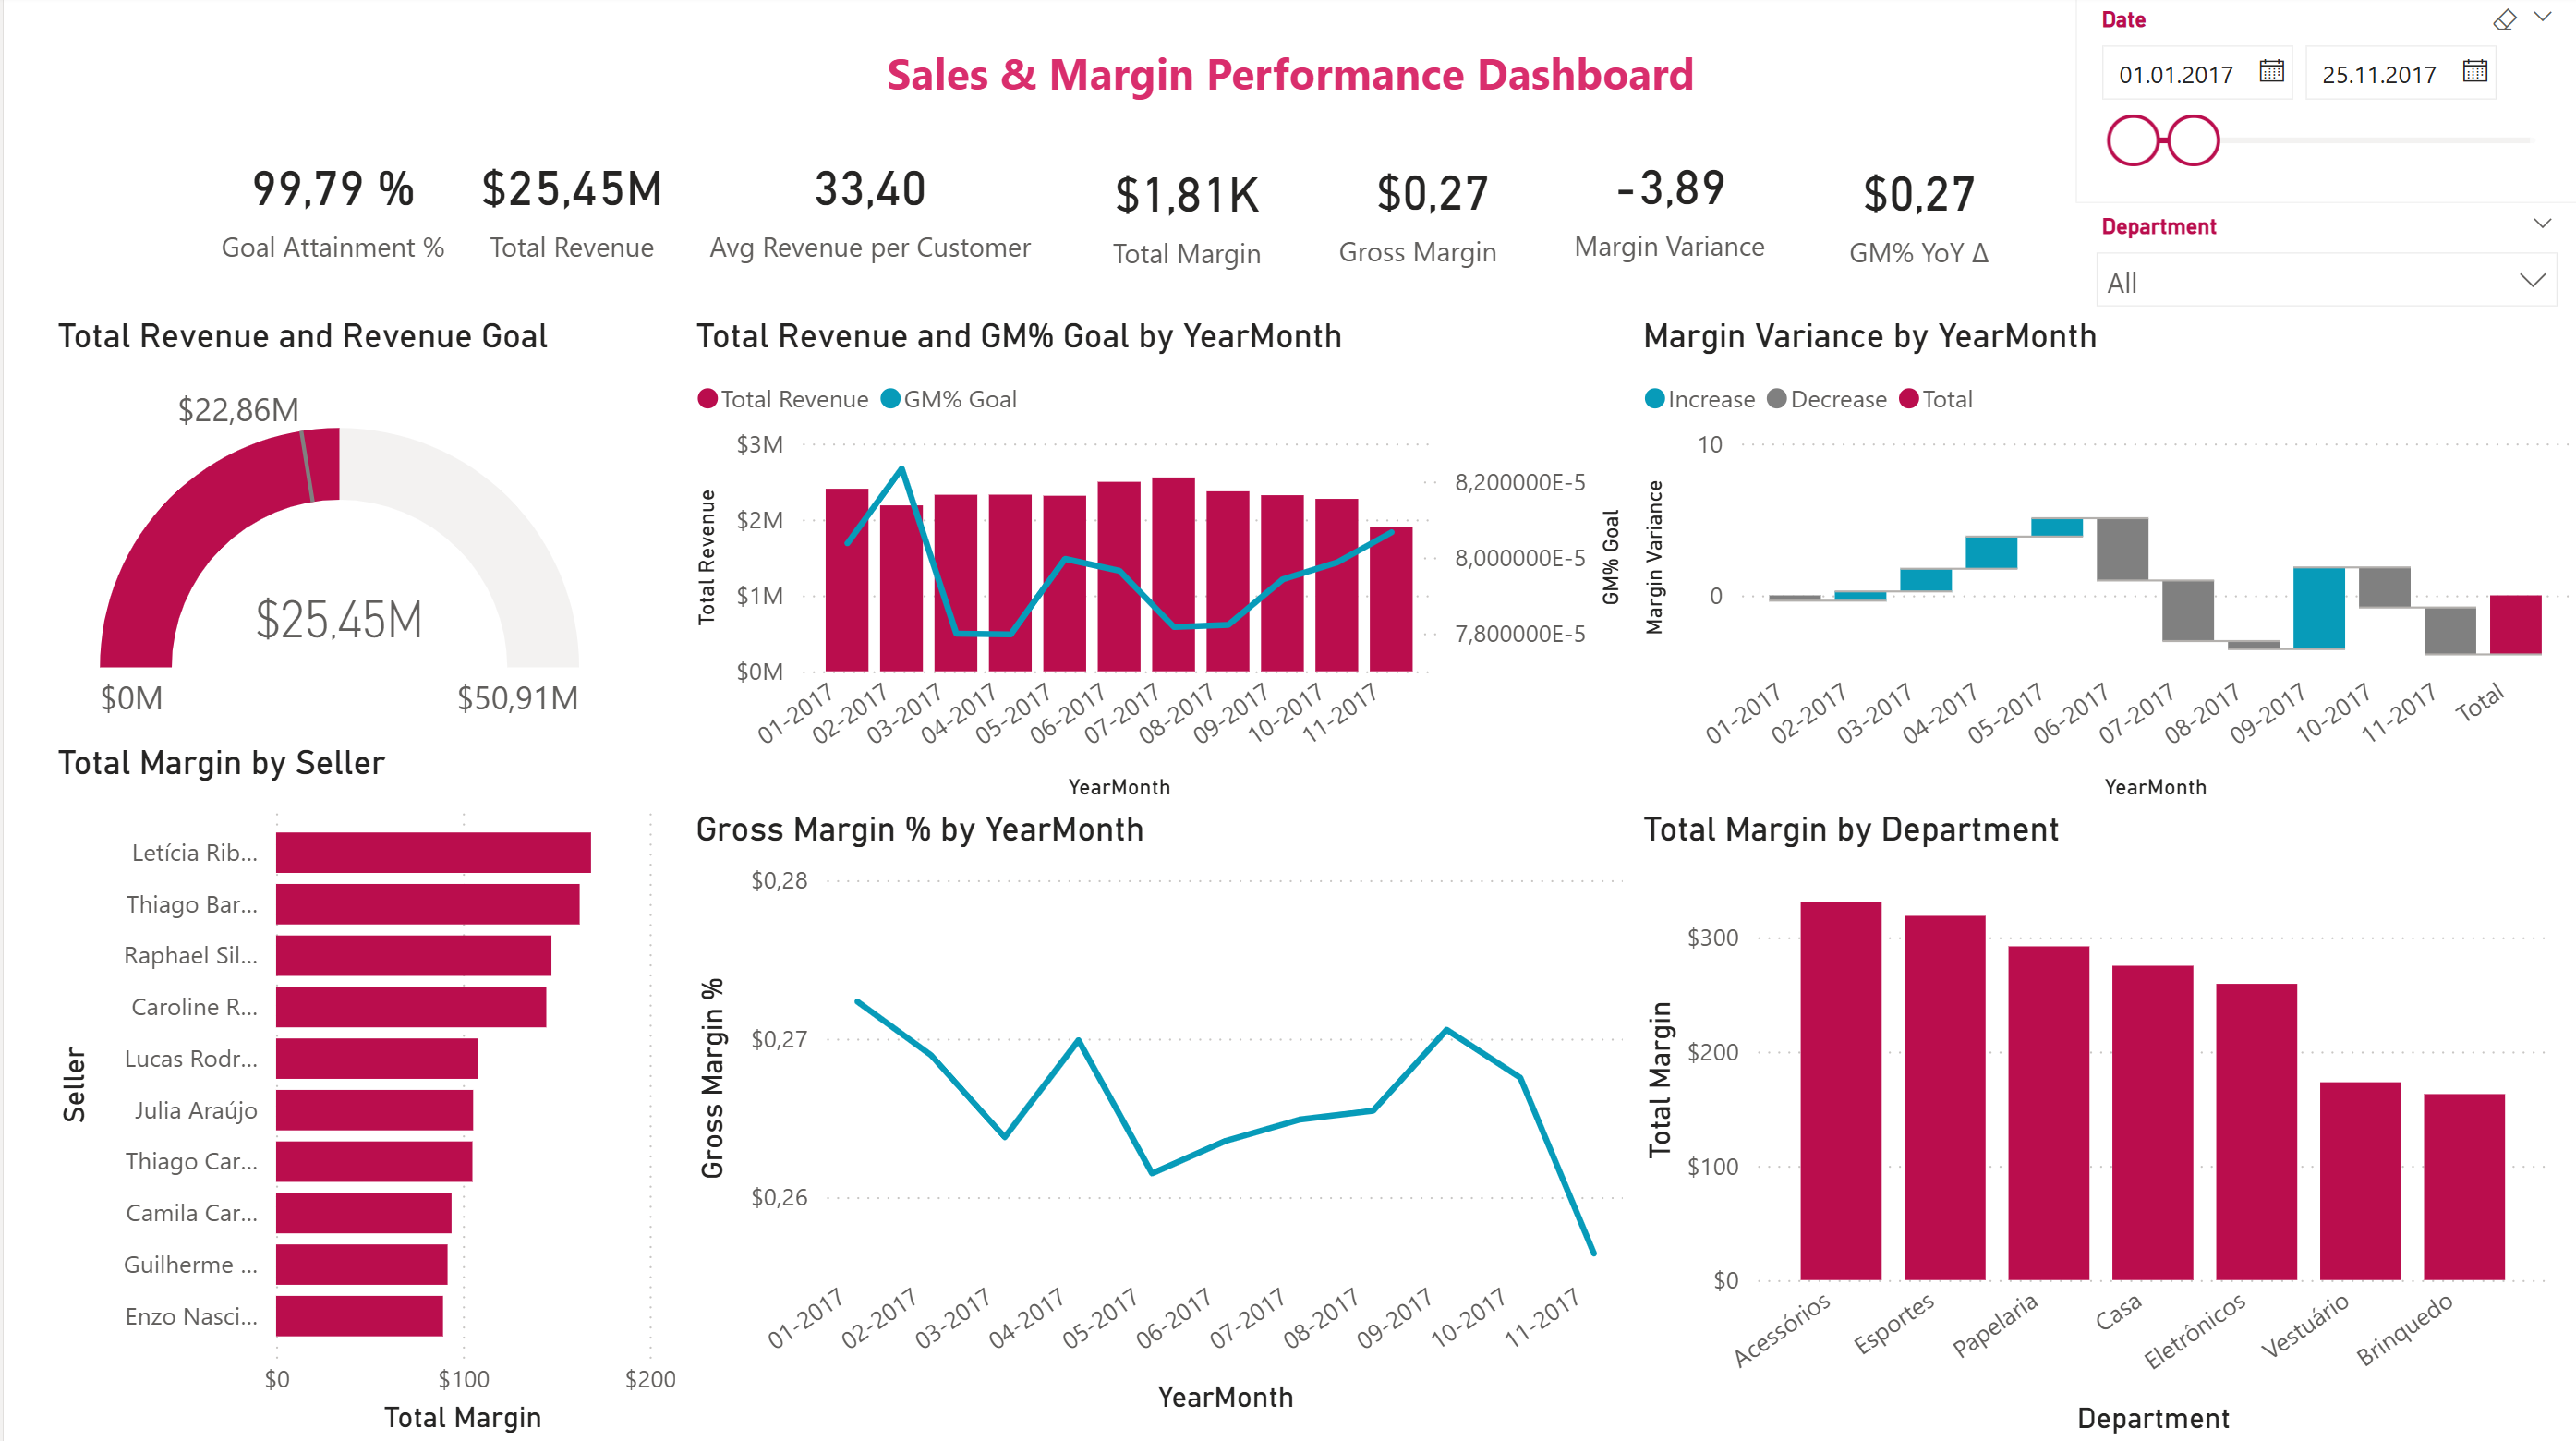 Sales & Margin Performance Dashboard
Date
01.01.2017
25.11.2017
Department
All
99,79 %
Goal Attainment %
$25,45M
Total Revenue
33,40
Avg Revenue per Customer
$1,81K
Total Margin
$0,27
Gross Margin
-3,89
Margin Variance
$0,27
GM% YoY Δ
Total Revenue and Revenue Goal
$22,86M
$25,45M
$0M
$50,91M
Total Revenue and GM% Goal by YearMonth
Total Revenue
GM% Goal
Total Revenue
$3M
$2M
$1M
$0M
8,200000E-5
8,000000E-5
7,800000E-5
GM% Goal
01-2017
02-2017
03-2017
04-2017
05-2017
06-2017
07-2017
08-2017
09-2017
10-2017
11-2017
YearMonth
Margin Variance by YearMonth
Increase
Decrease
Total
Margin Variance
10
0
01-2017
02-2017
03-2017
04-2017
05-2017
06-2017
07-2017
08-2017
09-2017
10-2017
11-2017
Total
YearMonth
Total Margin by Seller
Seller
Letícia Rib...
Thiago Bar...
Raphael Sil...
Caroline R...
Lucas Rodr...
Julia Araújo
Thiago Car...
Camila Car...
Guilherme ...
Enzo Nasci...
$0
$100
$200
Total Margin
Gross Margin % by YearMonth
Gross Margin %
$0,28
$0,27
$0,26
01-2017
02-2017
03-2017
04-2017
05-2017
06-2017
07-2017
08-2017
09-2017
10-2017
11-2017
YearMonth
Total Margin by Department
Total Margin
$300
$200
$100
$0
Acessórios
Esportes
Papelaria
Casa
Eletrônicos
Vestuário
Brinquedo
Department